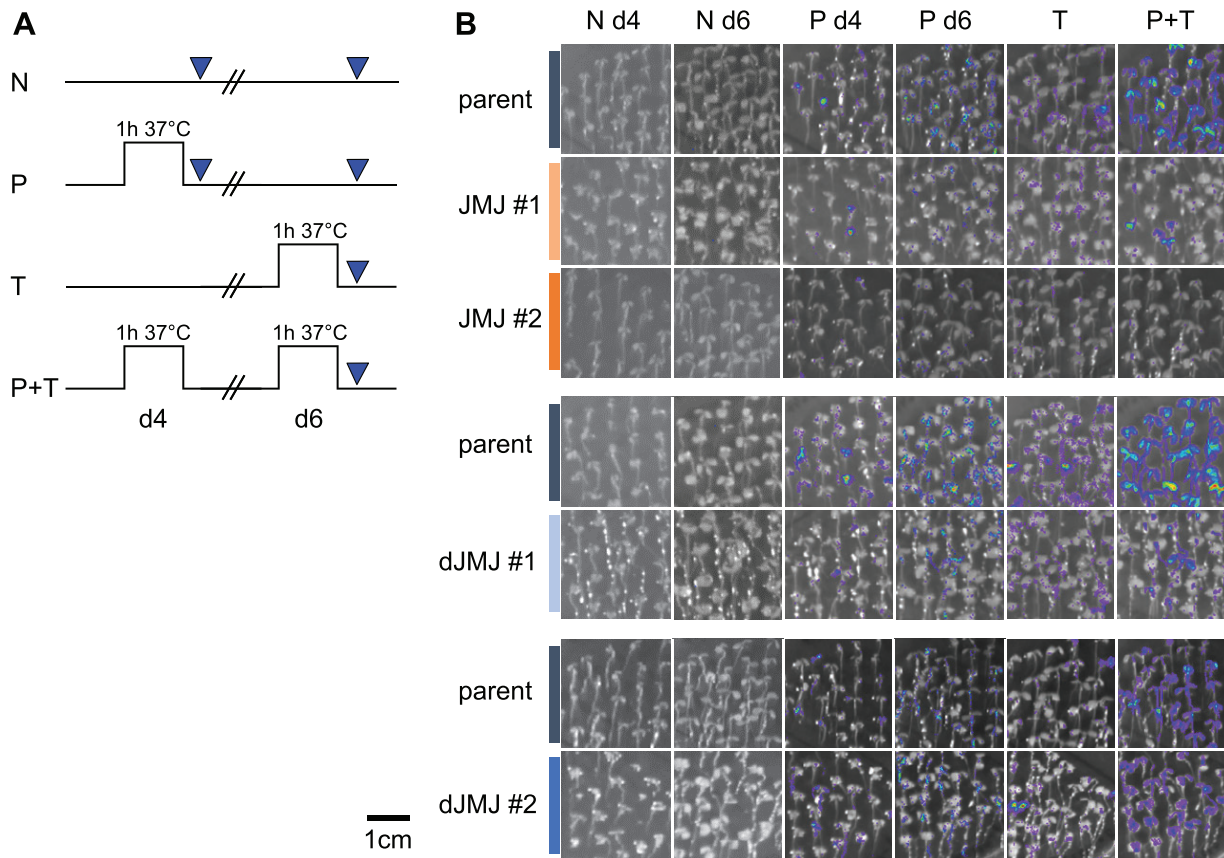 A
N
1h 37°C
P
1h 37°C
T
1h 37°C 1h 37°C
P+T
d4 d6
1cm
B
N d4 N d6 P d4 P d6 T P+T
parent
JMJ #1
JMJ #2
parent
dJMJ #1
parent
dJMJ #2